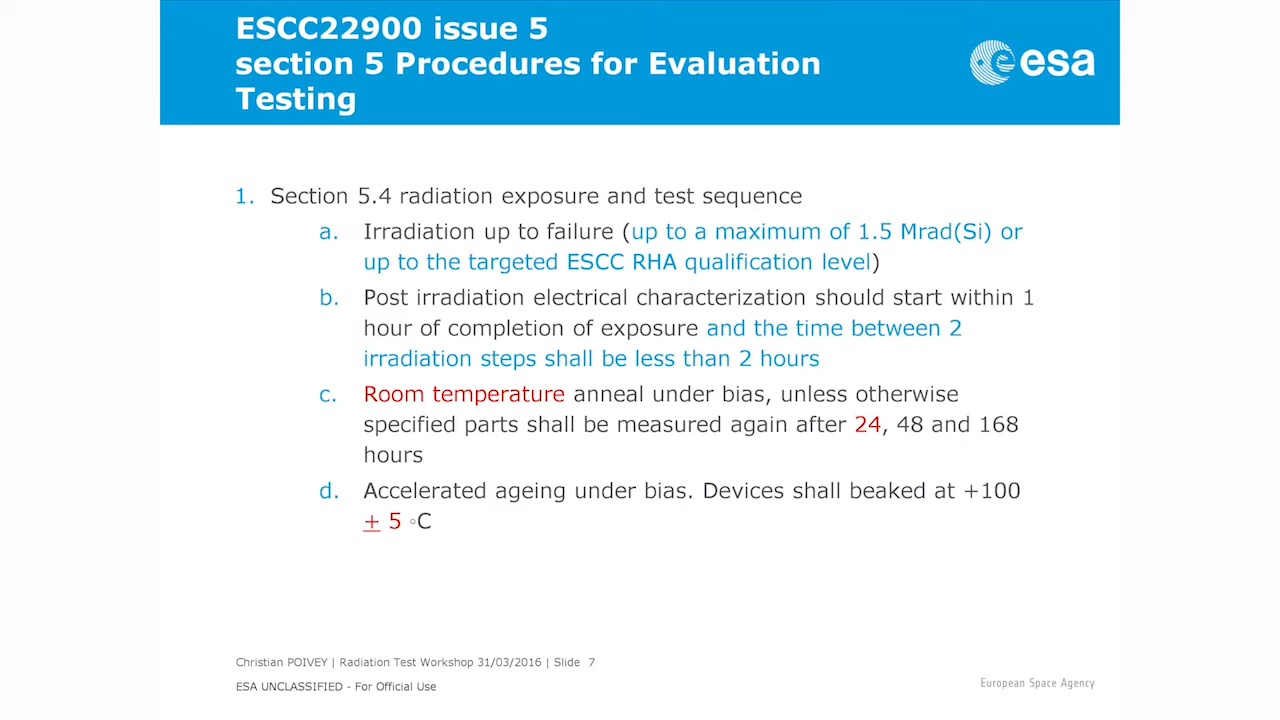 ESCC22900 issue 5
section 5 Procedures for Evaluation
Testing
esa
1. Section 5.4 radiation exposure and test sequence
a. Irradiation up to failure (up to a maximum of 1.5 Mrad(Si) or
up to the targeted ESCC RHA qualification level)
b. Post irradiation electrical characterization should start within 1
hour of completion of exposure and the time between 2
irradiation steps shall be less than 2 hours
c. Room temperature anneal under bias, unless otherwise
specified parts shall be measured again after 24, 48 and 168
hours
d. Accelerated ageing under bias. Devices shall beaked at +100
± 5 ◦C
Christian POIVEY | Radiation Test Workshop 31/03/2016 | Slide 7
ESA UNCLASSIFIED - For Official Use
European Space Agency